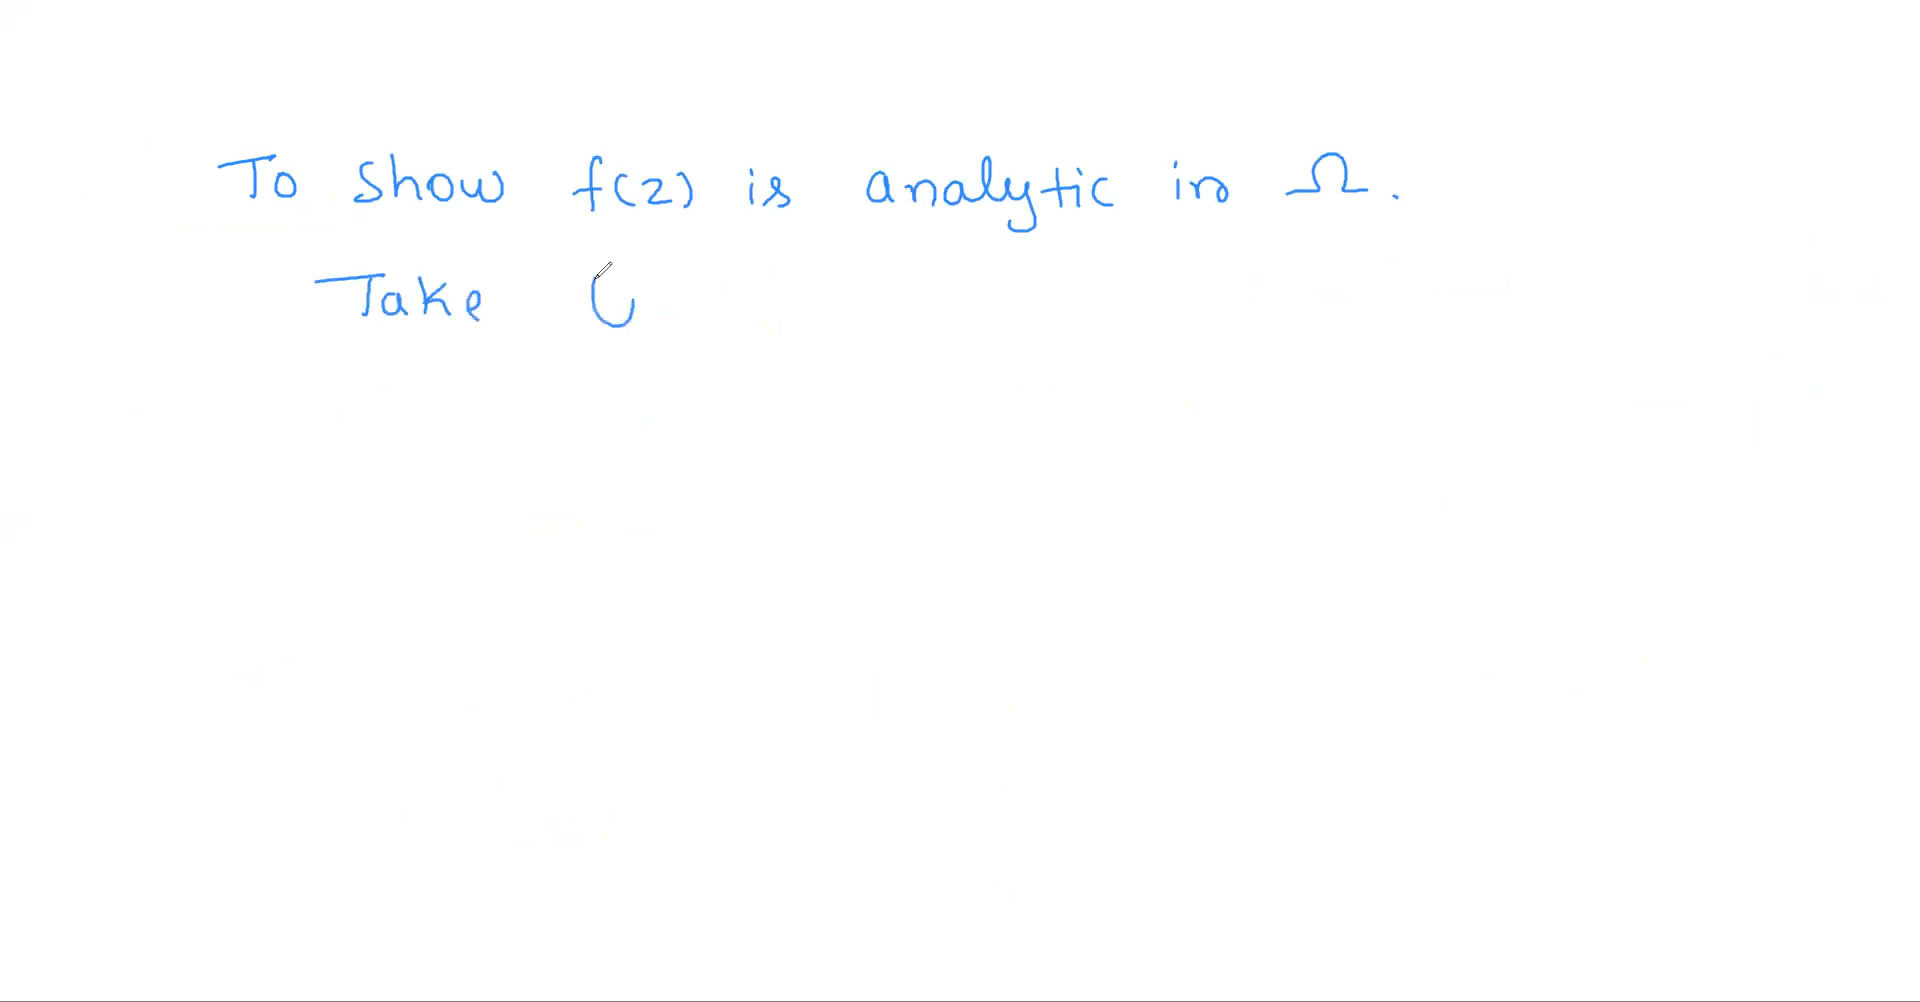 To show f(z) is analytic in Ω.
Take